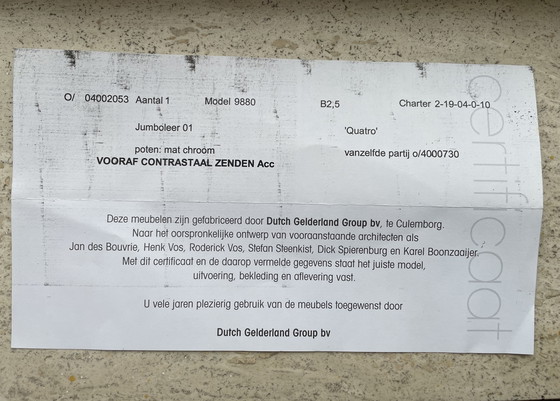 O/ 04002053 Aantal 1 Model 9880 B2,5 Charter 2-19-04-0-10
Jumboleer 01 'Quatro'
poten: mat chroom vanzelfde partij o/4000730
VOORAF CONTRASTAAL ZENDEN Acc
Deze meubelen zijn gefabriceerd door Dutch Gelderland Group bv, te Culemborg.
Naar het oorspronkelijke ontwerp van vooraanstaande architecten als
Jan des Bouvrie, Henk Vos, Roderick Vos, Stefan Steenkist, Dick Spierenburg en Karel Boonzaaijer.
Met dit certificaat en de daarop vermelde gegevens staat het juiste model,
uitvoering, bekleding en aflevering vast.
U vele jaren plezierig gebruik van de meubels toegewenst door
Dutch Gelderland Group bv
certificaat